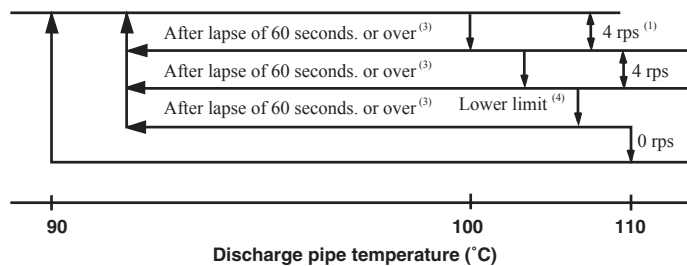 After lapse of 60 seconds. or over (3)
4 rps (1)
After lapse of 60 seconds. or over (3)
4 rps
After lapse of 60 seconds. or over (3)
Lower limit (4)
0 rps
90
100
110
Discharge pipe temperature (˚C)